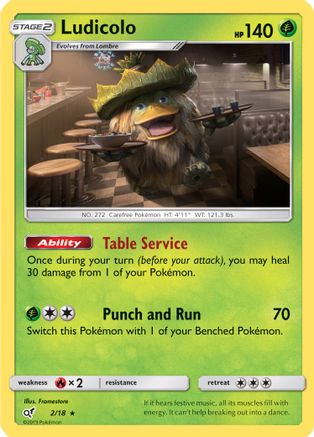 STAGE2 Ludicolo HP140
Evolves from Lombre
NO. 272 Carefree Pokémon HT: 4'11" WT: 121.3 lbs.
Ability Table Service
Once during your turn (before your attack), you may heal
30 damage from 1 of your Pokémon.
Punch and Run 70
Switch this Pokémon with 1 of your Benched Pokémon.
weakness ×2 resistance retreat
Illus. Framestore
2/18 ★
©2019 Pokémon
If it hears festive music, all its muscles fill with
energy. It can't help breaking out into a dance.